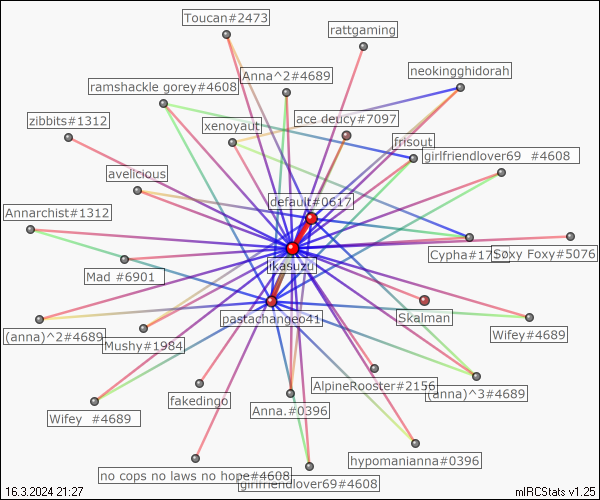 Toucan#2473
rattgaming
neokingghidorah
Anna^2#4689
ramshackle gorey#4608
ace deucy#7097
zibbits#1312
xenoyaut
frisout
girlfriendlover69 #4608
avelicious
default#0617
Annarchist#1312
Cypha#175
Soxy Foxy#5076
ikasuzu
Mad #6901
pastachangeo41
Skalman
(anna)^2#4689
Mushy#1984
Wifey#4689
AlpineRooster#2156
(anna)^3#4689
fakedingo
Anna.#0396
Wifey #4689
hypomanianna#0396
no cops no laws no hope#4608
girlfriendlover69#4608
16.3.2024 21:27
mIRCStats v1.25